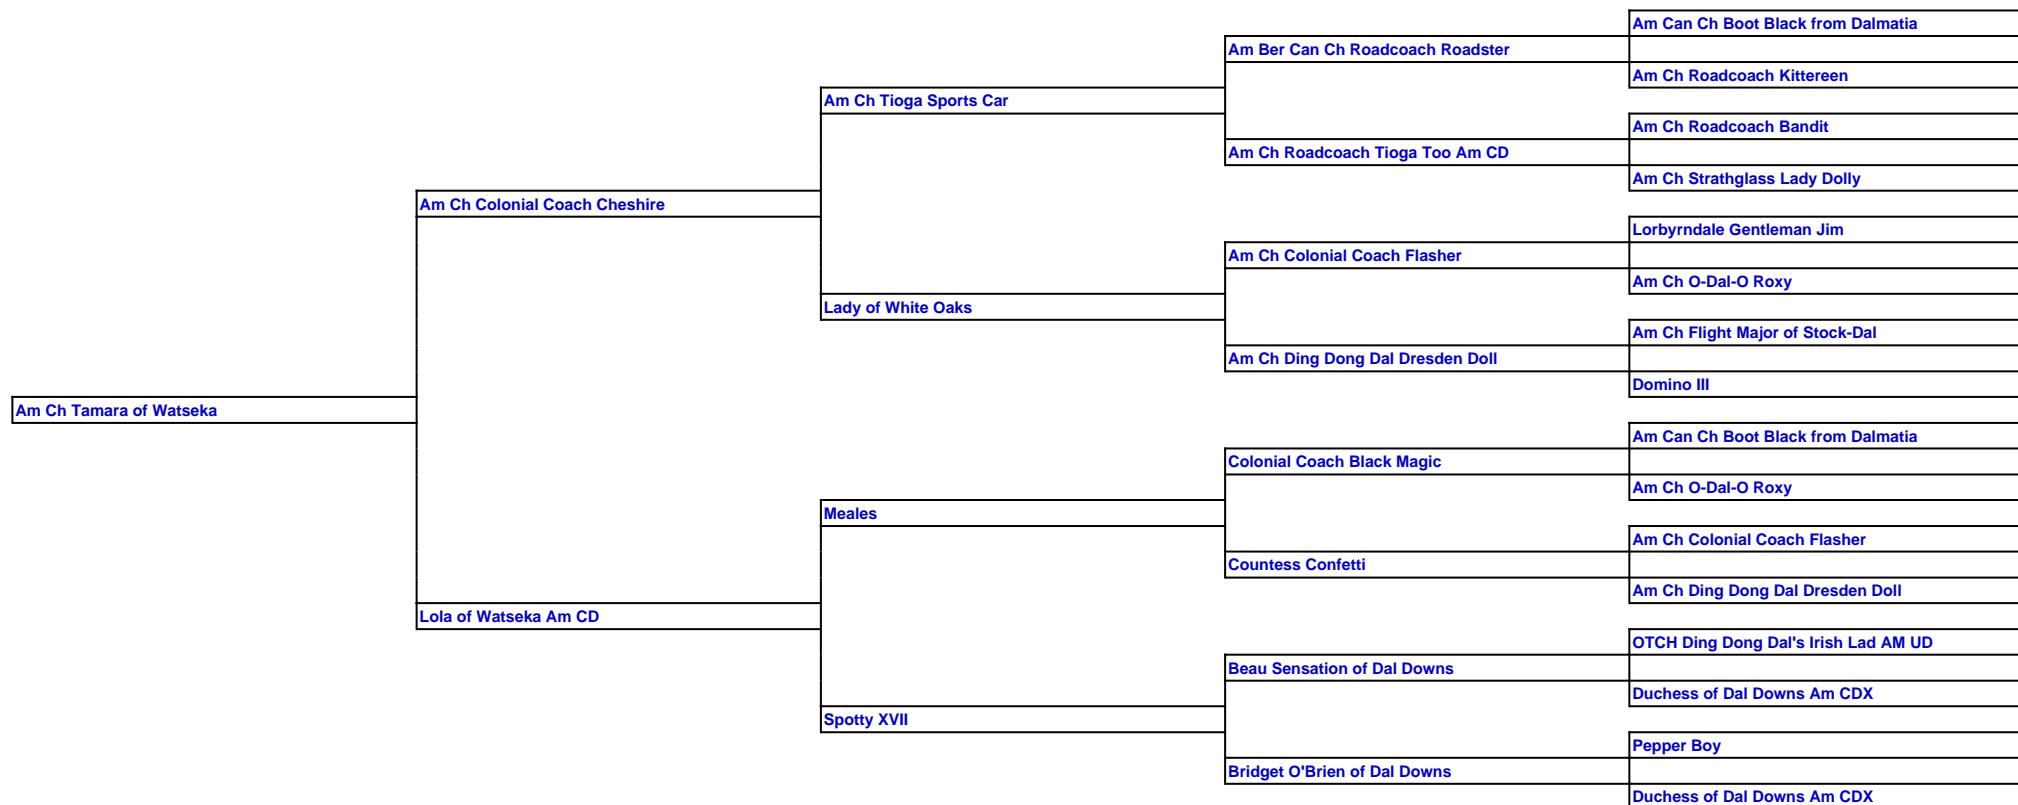 Am Can Ch Boot Black from Dalmatia
Am Ber Can Ch Roadcoach Roadster
Am Ch Roadcoach Kittereen
Am Ch Tioga Sports Car
Am Ch Roadcoach Bandit
Am Ch Roadcoach Tioga Too Am CD
Am Ch Strathglass Lady Dolly
Am Ch Colonial Coach Cheshire
Lorbyrndale Gentleman Jim
Am Ch Colonial Coach Flasher
Am Ch O-Dal-O Roxy
Lady of White Oaks
Am Ch Flight Major of Stock-Dal
Am Ch Ding Dong Dal Dresden Doll
Domino III
Am Ch Tamara of Watseka
Am Can Ch Boot Black from Dalmatia
Colonial Coach Black Magic
Am Ch O-Dal-O Roxy
Meales
Am Ch Colonial Coach Flasher
Countess Confetti
Am Ch Ding Dong Dal Dresden Doll
Lola of Watseka Am CD
OTCH Ding Dong Dal's Irish Lad AM UD
Beau Sensation of Dal Downs
Duchess of Dal Downs Am CDX
Spotty XVII
Pepper Boy
Bridget O'Brien of Dal Downs
Duchess of Dal Downs Am CDX